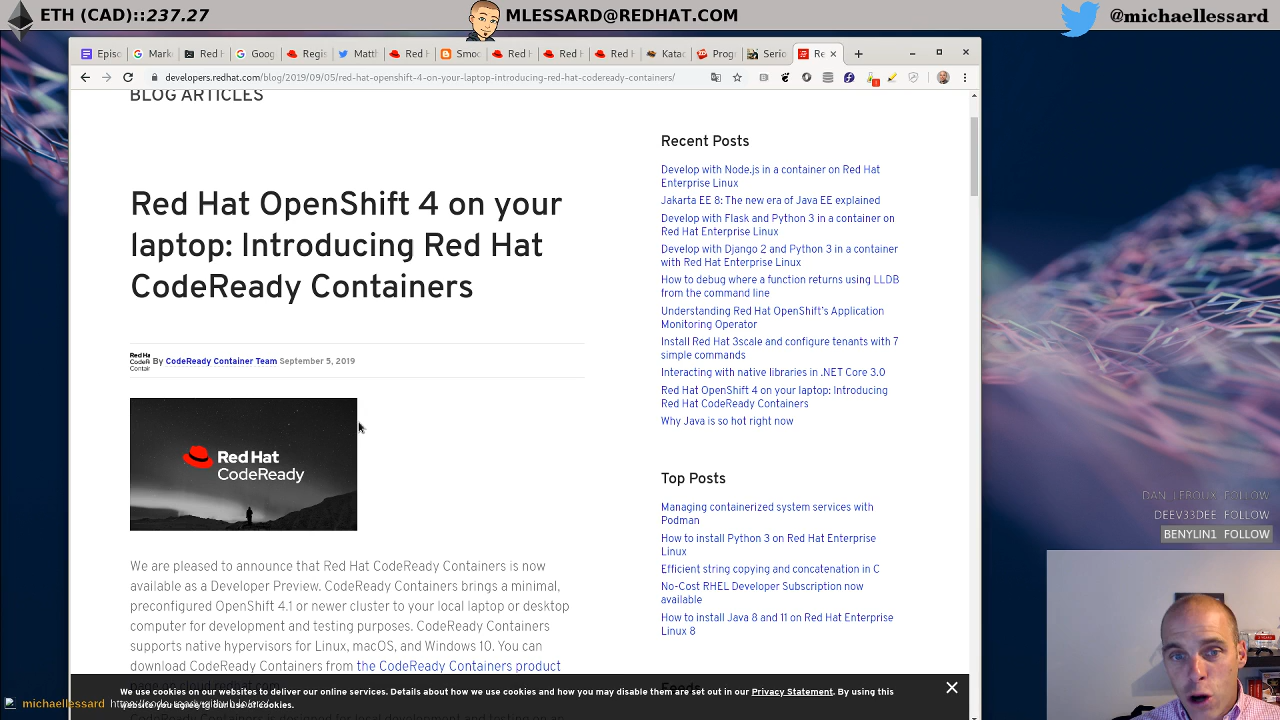 ETH (CAD)::237.27
MLESSARD@REDHAT.COM
@michaellessard
Episo
Mark
Red H
Goog
Regis
Matt
Red H
Smoo
Red H
Red H
Red H
Katac
Progr
Serio
Re
developers.redhat.com/blog/2019/09/05/red-hat-openshift-4-on-your-laptop-introducing-red-hat-codeready-containers/
BLOG ARTICLES
Red Hat OpenShift 4 on your
laptop: Introducing Red Hat
CodeReady Containers
By CodeReady Container Team September 5, 2019
Red Hat
CodeReady
We are pleased to announce that Red Hat CodeReady Containers is now
available as a Developer Preview. CodeReady Containers brings a minimal,
preconfigured OpenShift 4.1 or newer cluster to your local laptop or desktop
computer for development and testing purposes. CodeReady Containers
supports native hypervisors for Linux, macOS, and Windows 10. You can
download CodeReady Containers from the CodeReady Containers product
Recent Posts
Develop with Node.js in a container on Red Hat
Enterprise Linux
Jakarta EE 8: The new era of Java EE explained
Develop with Flask and Python 3 in a container on
Red Hat Enterprise Linux
Develop with Django 2 and Python 3 in a container
with Red Hat Enterprise Linux
How to debug where a function returns using LLDB
from the command line
Understanding Red Hat OpenShift's Application
Monitoring Operator
Install Red Hat 3scale and configure tenants with 7
simple commands
Interacting with native libraries in .NET Core 3.0
Red Hat OpenShift 4 on your laptop: Introducing
Red Hat CodeReady Containers
Why Java is so hot right now
Top Posts
Managing containerized system services with
Podman
How to install Python 3 on Red Hat Enterprise
Linux
Efficient string copying and concatenation in C
No-Cost RHEL Developer Subscription now
available
How to install Java 8 and 11 on Red Hat Enterprise
Linux 8
We use cookies on our websites to deliver our online services. Details about how we use cookies and how you may disable them are set out in our Privacy Statement. By using this
website you agree to our use of cookies.
michaellessard
DAN LEROUX FOLLOW
DEEV33DEE FOLLOW
BENYLIN1 FOLLOW